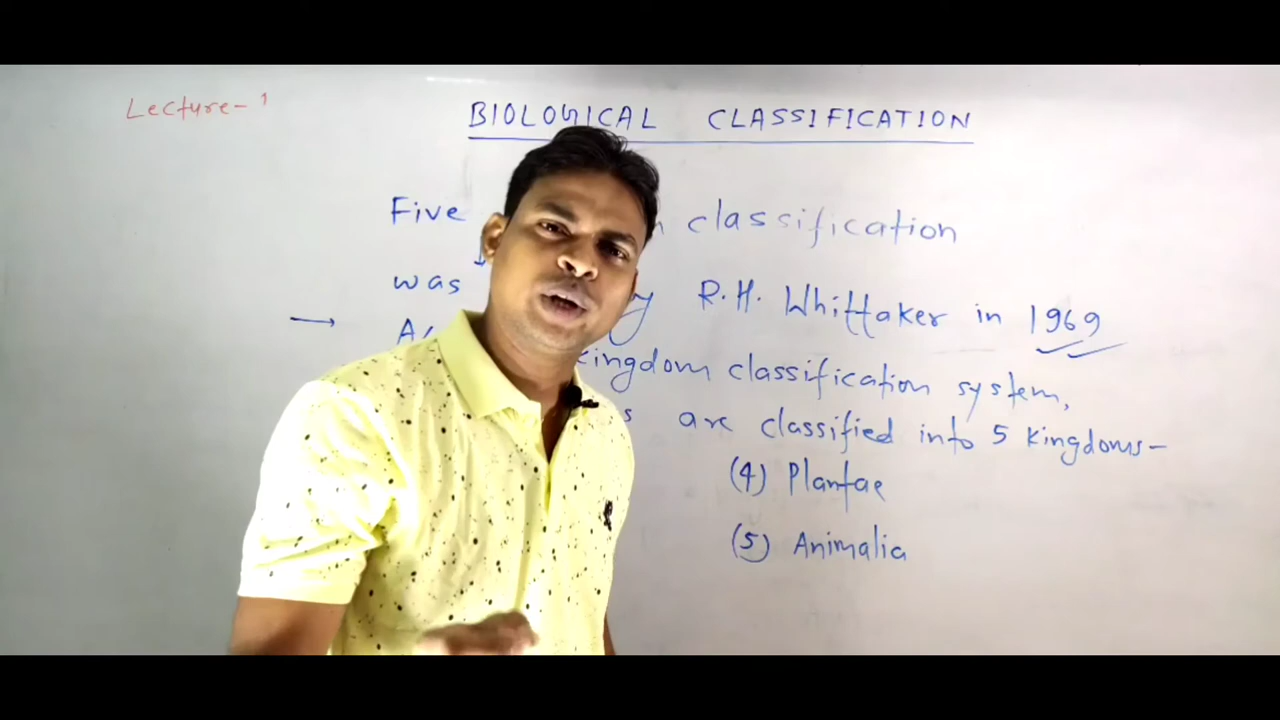 Lecture-1
BIOLOGICAL CLASSIFICATION
Five classification
was R.H. Whittaker in 1969
kingdom classification system,
are classified into 5 kingdoms-
(4) Plantae
(5) Animalia